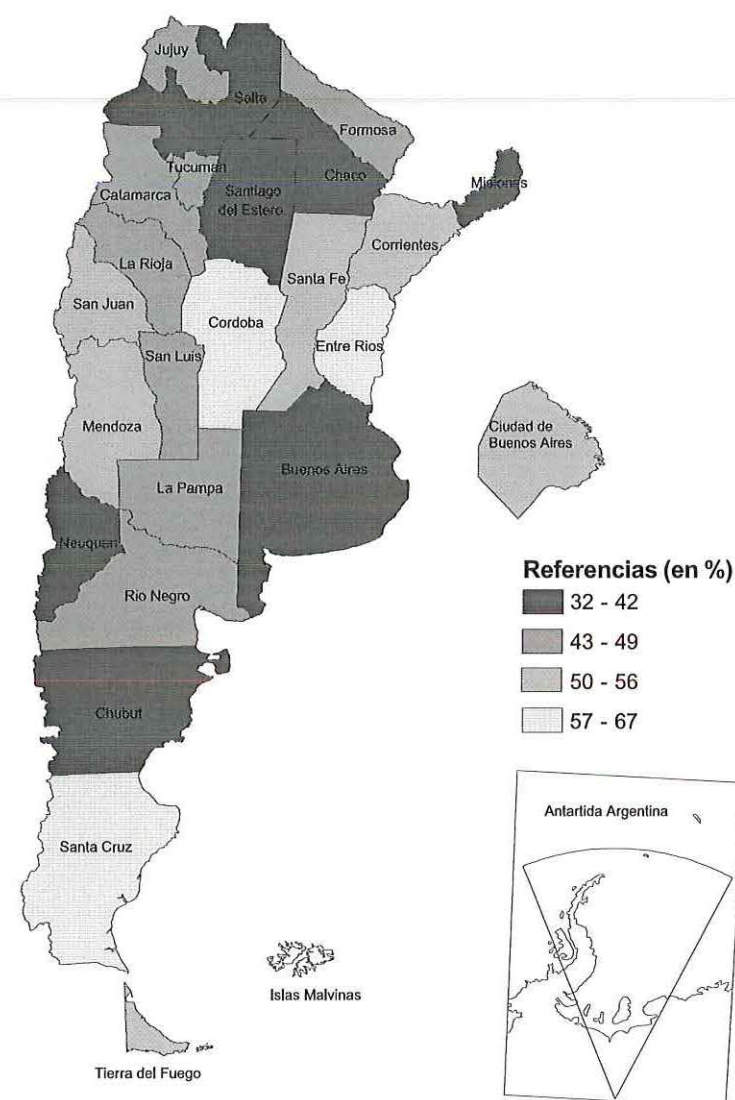 Jujuy
Salta
Formosa
Tucuman
Chaco
Misiones
Catamarca
Santiago
del Estero
Corrientes
La Rioja
Santa Fe
San Juan
Cordoba
San Luis
Entre Rios
Mendoza
Ciudad de
Buenos Aires
Buenos Aires
La Pampa
Neuquen
Rio Negro
Referencias (en %)
32 - 42
43 - 49
50 - 56
57 - 67
Chubut
Antartida Argentina
Santa Cruz
Islas Malvinas
Tierra del Fuego